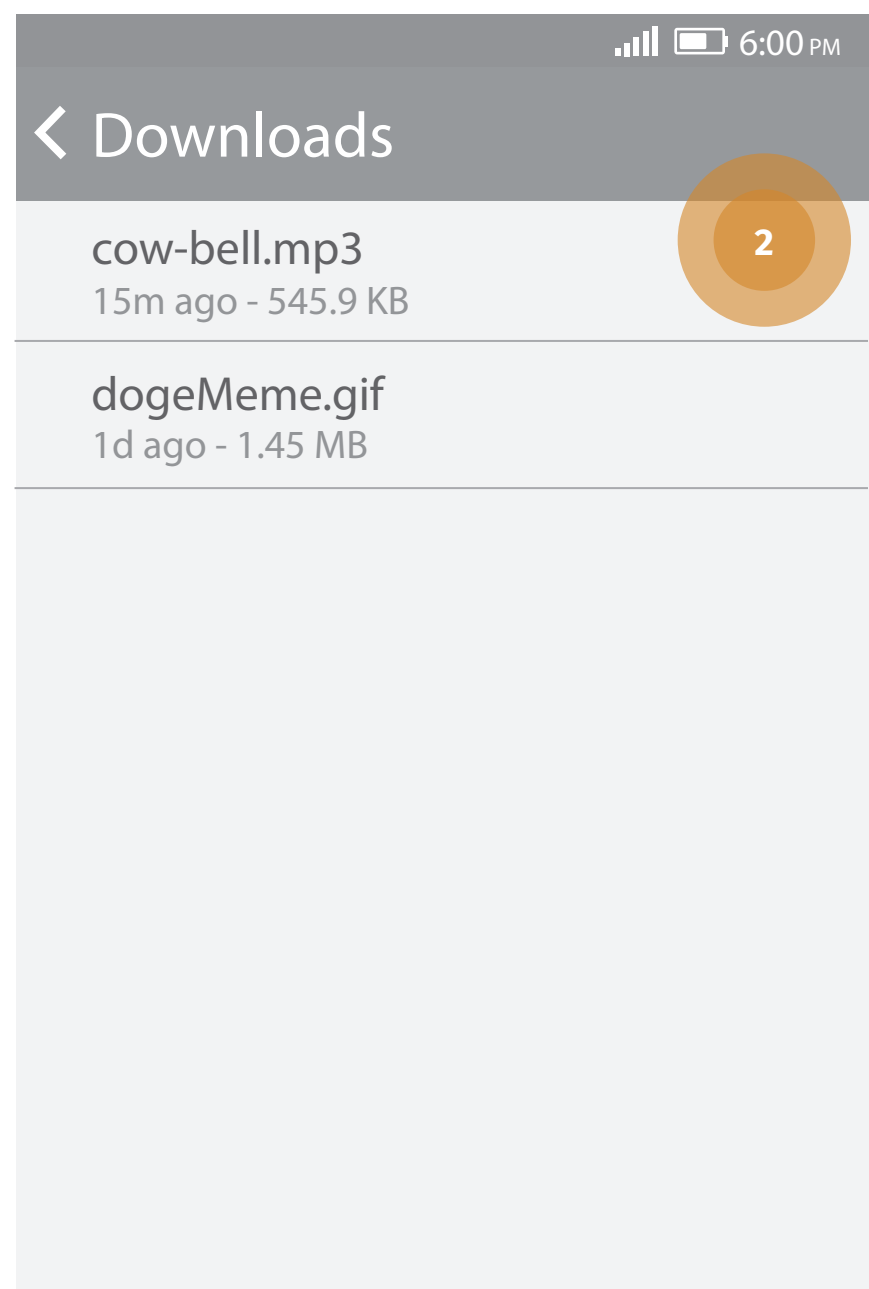 6:00 PM
Downloads
2
cow-bell.mp3
15m ago - 545.9 KB
dogeMeme.gif
1d ago - 1.45 MB